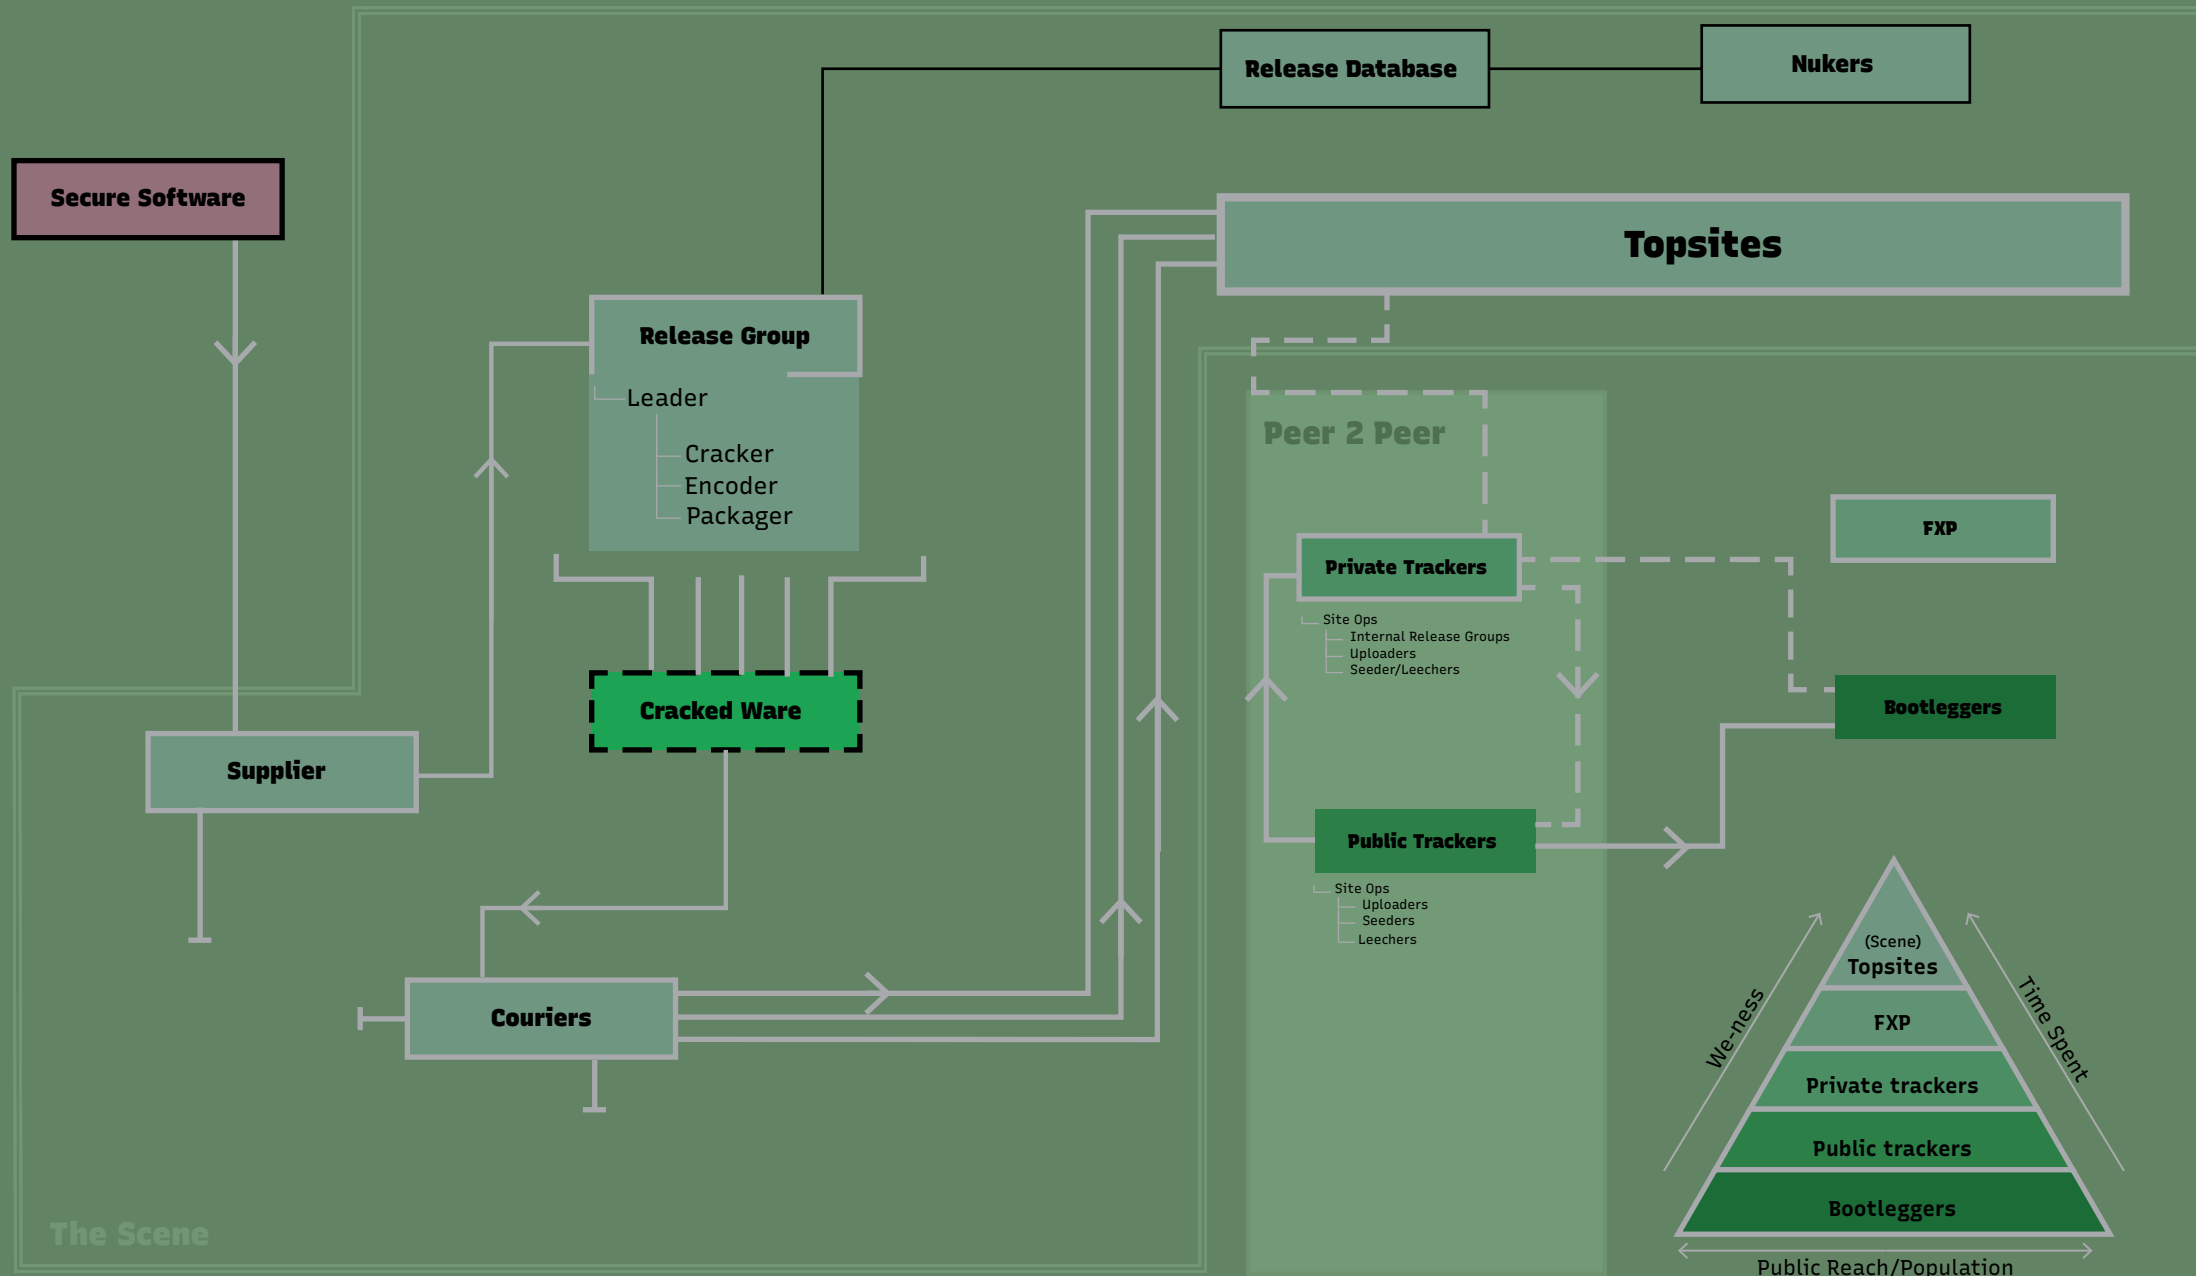 Release Database
Nukers
Secure Software
Topsites
Release Group
Leader
Cracker
Encoder
Packager
Peer 2 Peer
FXP
Private Trackers
Site Ops
Internal Release Groups
Uploaders
Seeder/Leechers
Cracked Ware
Bootleggers
Supplier
Public Trackers
Site Ops
Uploaders
Seeders
Leechers
Couriers
(Scene)
Topsites
FXP
Private trackers
Public trackers
Bootleggers
We-ness
Time Spent
Public Reach/Population
The Scene